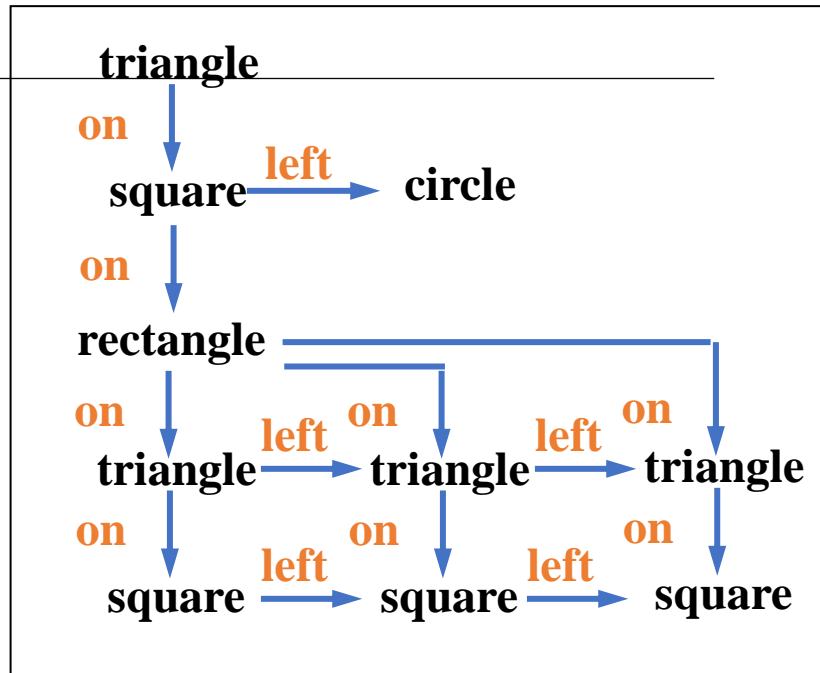 triangle
on
left
square circle
on
rectangle
on on on
left left
triangle triangle triangle
on on on
left left
square square square